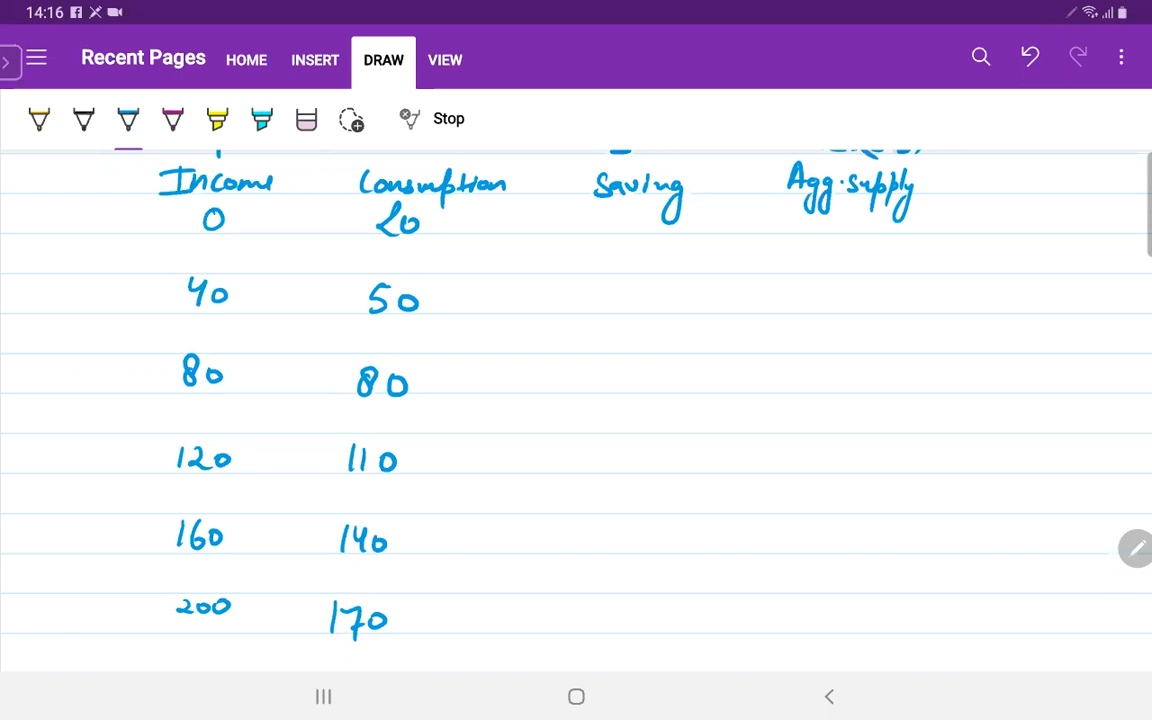 14:16
Recent Pages HOME INSERT DRAW VIEW
Stop
Income Consumption Saving Agg. supply
0 20
40 50
80 80
120 110
160 140
200 170